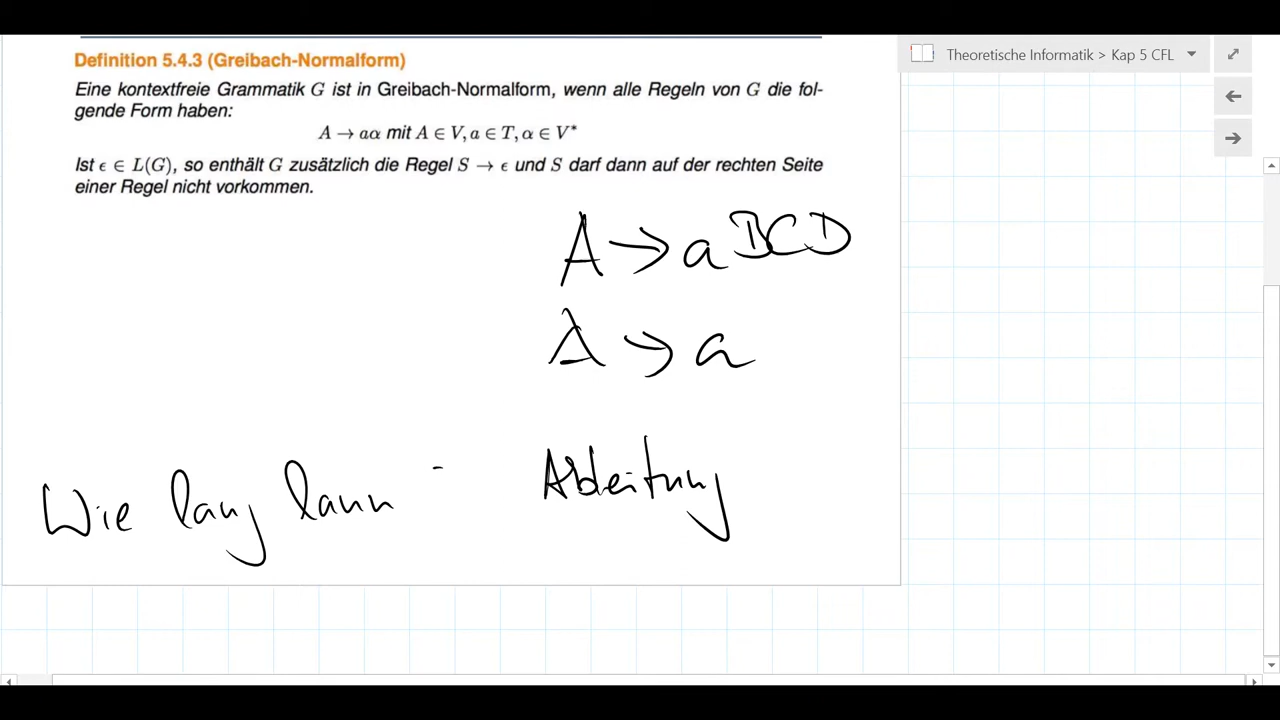 Definition 5.4.3 (Greibach-Normalform)
Theoretische Informatik > Kap 5 CFL
Eine kontextfreie Grammatik G ist in Greibach-Normalform, wenn alle Regeln von G die fol-
gende Form haben:
A → aα mit A ∈ V, a ∈ T, α ∈ V*
Ist ϵ ∈ L(G), so enthält G zusätzlich die Regel S → ϵ und S darf dann auf der rechten Seite
einer Regel nicht vorkommen.
A → a BCD
A → a
Wie lang kann Ableitung